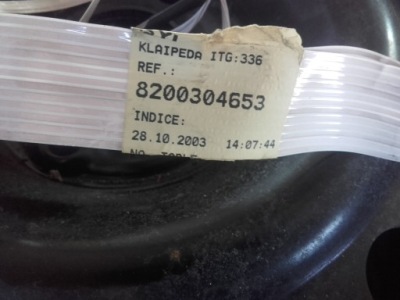 KLAIPEDA ITG:336
REF.:
8200304653
INDICE:
28.10.2003 14:07:44